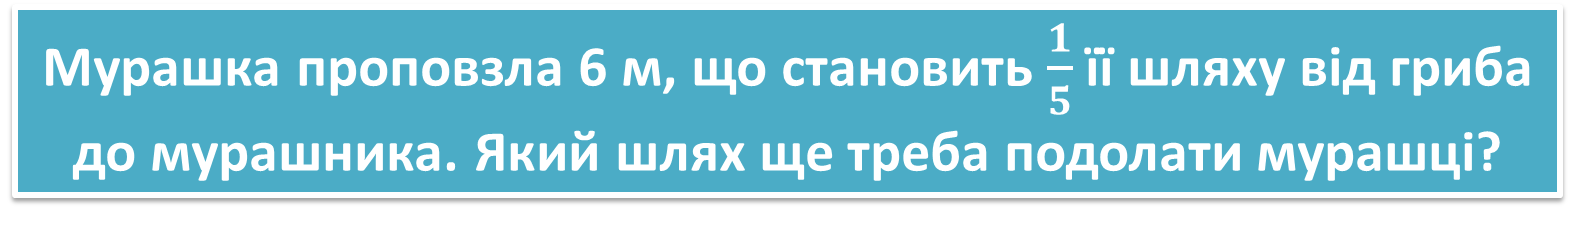 Мурашка проповзла 6 м, що становить 1/5 її шляху від гриба
до мурашника. Який шлях ще треба подолати мурашці?